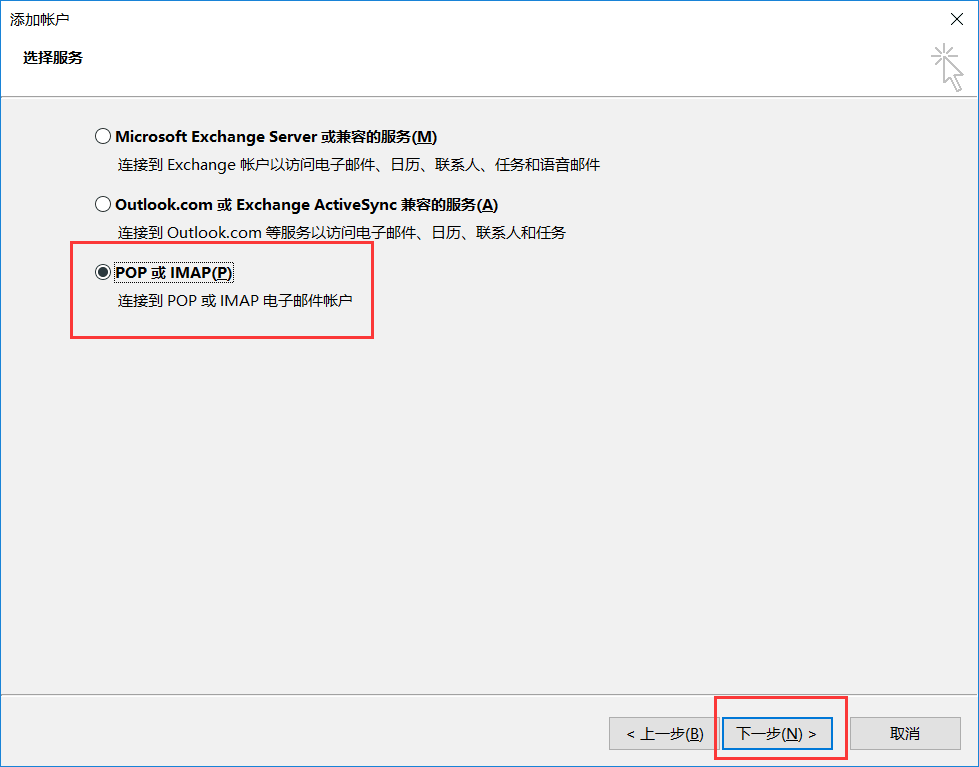 添加帐户
选择服务
Microsoft Exchange Server 或兼容的服务(M)
连接到 Exchange 帐户以访问电子邮件、日历、联系人、任务和语音邮件
Outlook.com 或 Exchange ActiveSync 兼容的服务(A)
连接到 Outlook.com 等服务以访问电子邮件、日历、联系人和任务
POP 或 IMAP(P)
连接到 POP 或 IMAP 电子邮件帐户
< 上一步(B) 下一步(N) > 取消